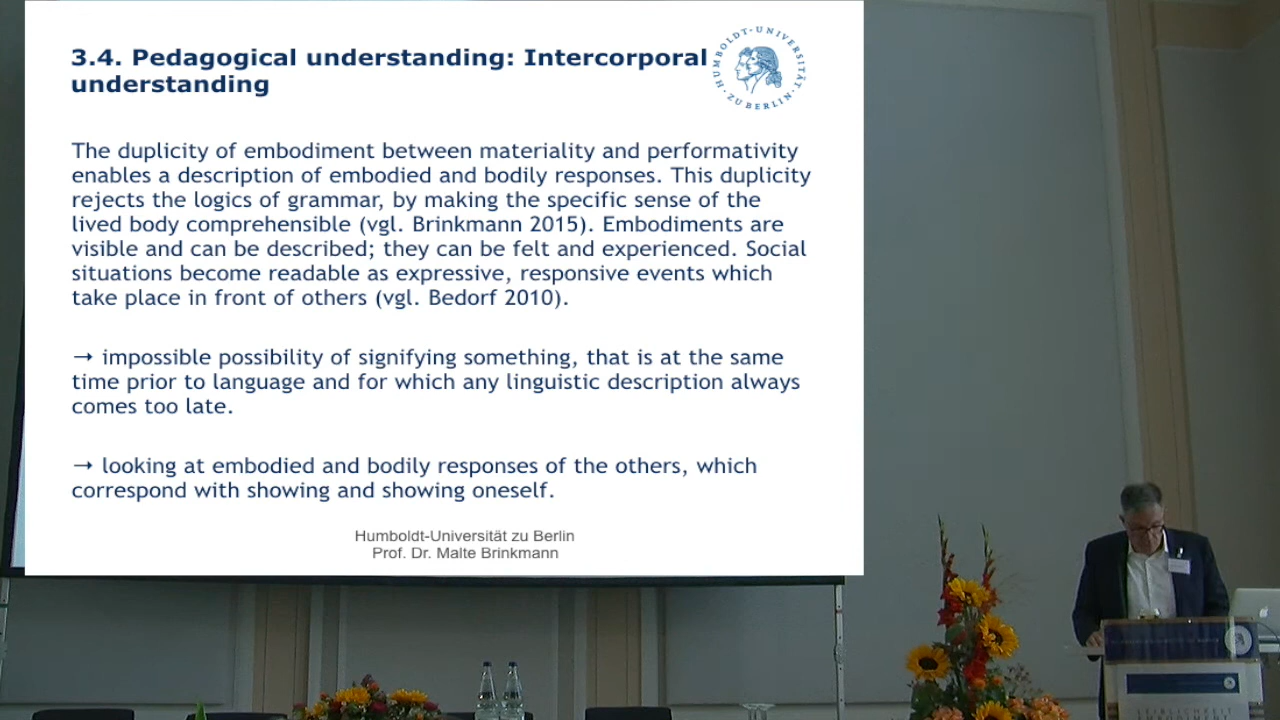 3.4. Pedagogical understanding: Intercorporal
understanding
HUMBOLDT-UNIVERSITÄT
ZU BERLIN
The duplicity of embodiment between materiality and performativity
enables a description of embodied and bodily responses. This duplicity
rejects the logics of grammar, by making the specific sense of the
lived body comprehensible (vgl. Brinkmann 2015). Embodiments are
visible and can be described; they can be felt and experienced. Social
situations become readable as expressive, responsive events which
take place in front of others (vgl. Bedorf 2010).
→ impossible possibility of signifying something, that is at the same
time prior to language and for which any linguistic description always
comes too late.
→ looking at embodied and bodily responses of the others, which
correspond with showing and showing oneself.
Humboldt-Universität zu Berlin
Prof. Dr. Malte Brinkmann
LEIBLICHKEIT